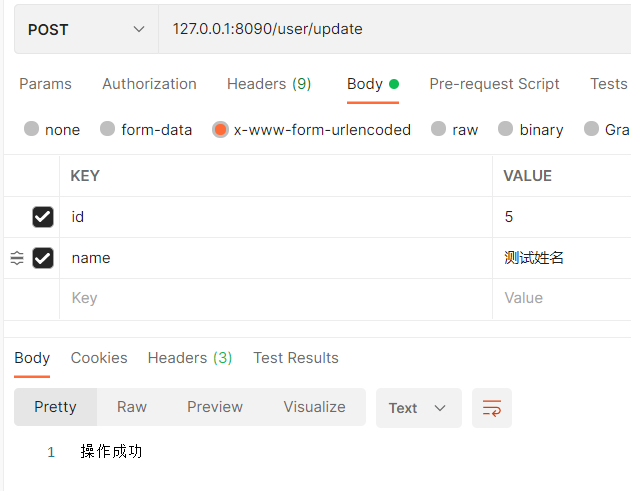 POST 127.0.0.1:8090/user/update
Params Authorization Headers (9) Body Pre-request Script Tests
none form-data x-www-form-urlencoded raw binary Gra
KEY VALUE
id 5
name 测试姓名
Key Value
Body Cookies Headers (3) Test Results
Pretty Raw Preview Visualize Text
1 操作成功